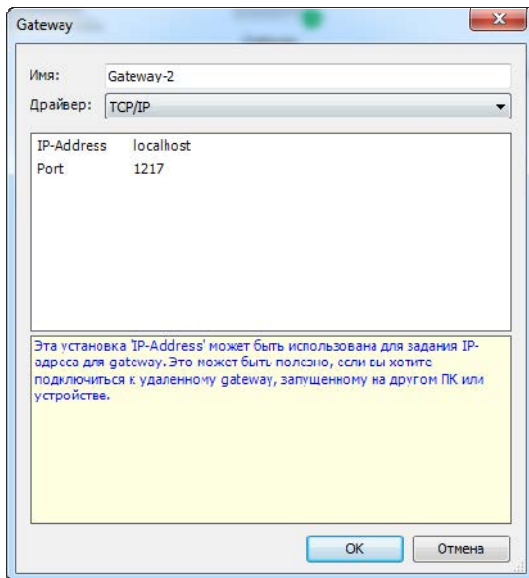 Gateway
Имя: Gateway-2
Драйвер: TCP/IP
IP-Address localhost
Port 1217
Эта установка 'IP-Address' может быть использована для задания IP-
адреса для gateway. Это может быть полезно, если вы хотите
подключиться к удаленному gateway, запущенному на другом ПК или
устройстве.
OK Отмена